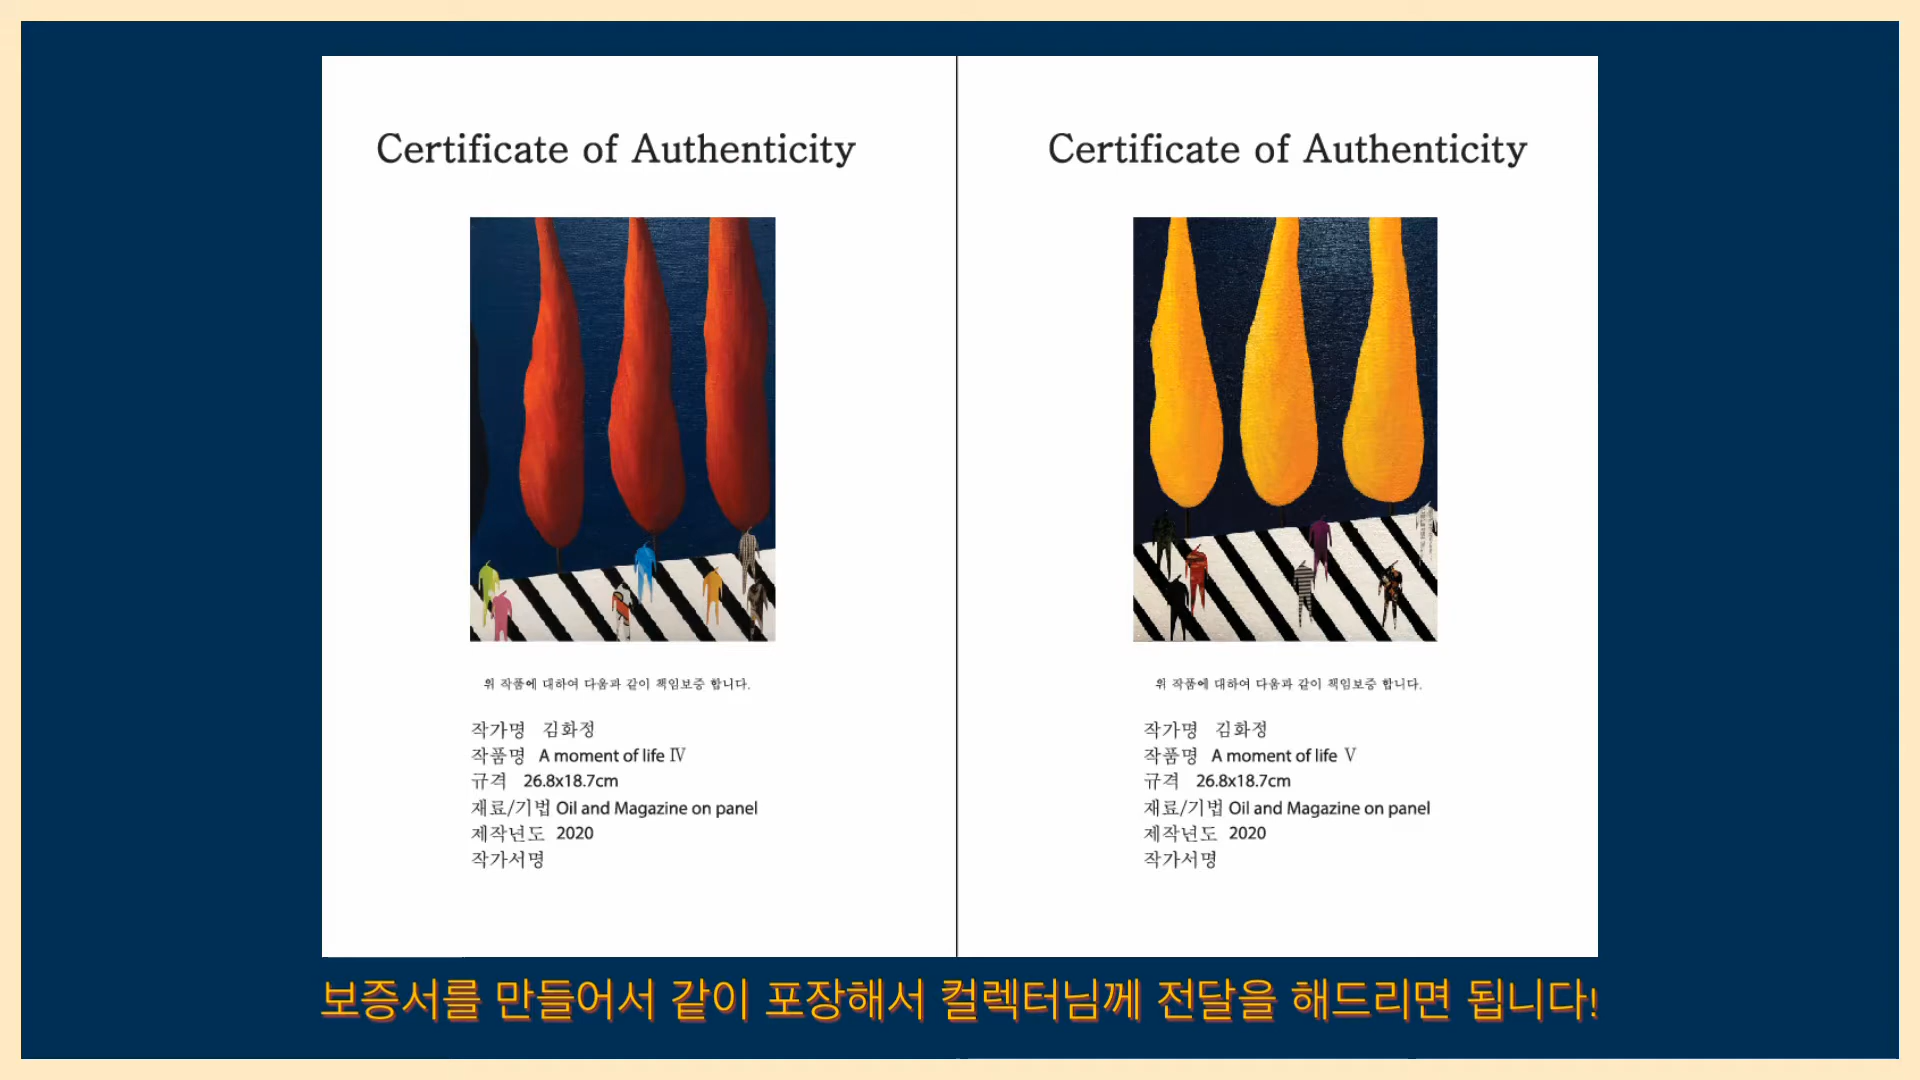 Certificate of Authenticity
위 작품에 대하여 다음과 같이 책임보증 합니다.
작가명 김화정
작품명 A moment of life Ⅳ
규격 26.8x18.7cm
재료/기법 Oil and Magazine on panel
제작년도 2020
작가서명
Certificate of Authenticity
위 작품에 대하여 다음과 같이 책임보증 합니다.
작가명 김화정
작품명 A moment of life Ⅴ
규격 26.8x18.7cm
재료/기법 Oil and Magazine on panel
제작년도 2020
작가서명
보증서를 만들어서 같이 포장해서 컬렉터님께 전달을 해드리면 됩니다!